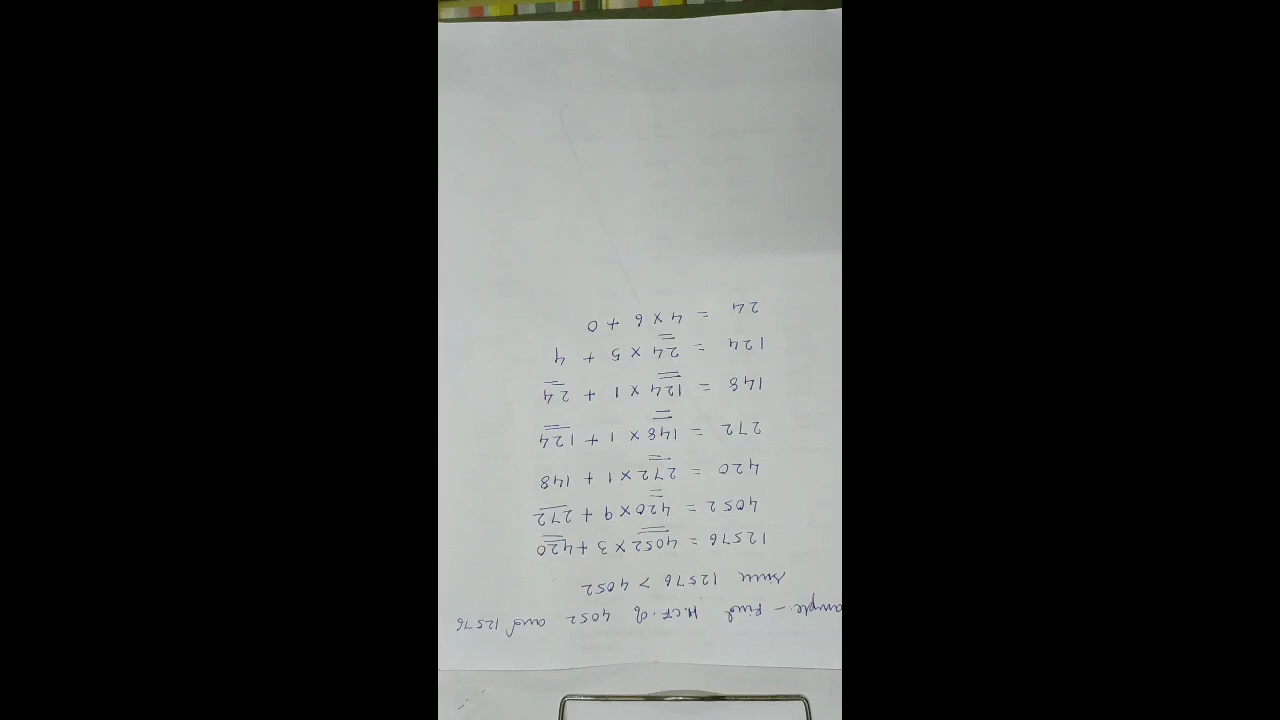 ample:- Find H.C.F. of 4052 and 12576
since 12576 > 4052
12576 = 4052 × 3 + 420
4052 = 420 × 9 + 272
420 = 272 × 1 + 148
272 = 148 × 1 + 124
148 = 124 × 1 + 24
124 = 24 × 5 + 4
24 = 4 × 6 + 0